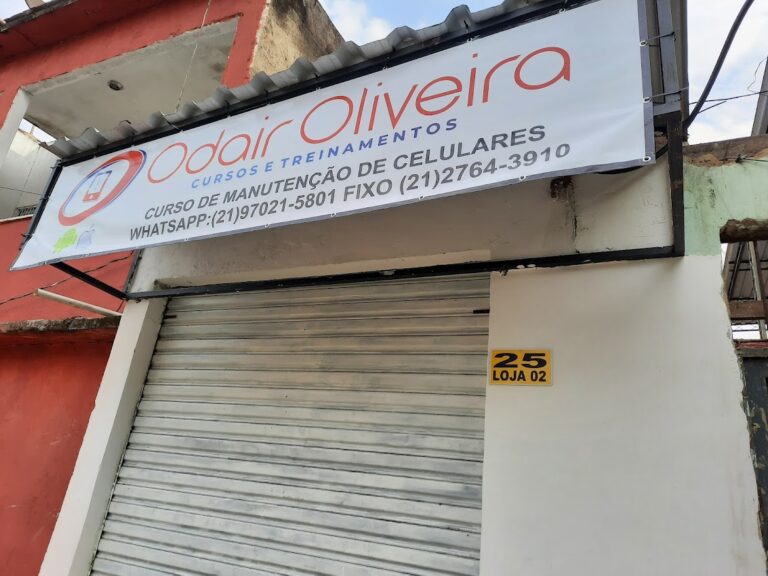 Odair Oliveira
CURSOS E TREINAMENTOS
CURSO DE MANUTENÇÃO DE CELULARES
WHATSAPP:(21)97021-5801 FIXO (21)2764-3910
25
LOJA 02